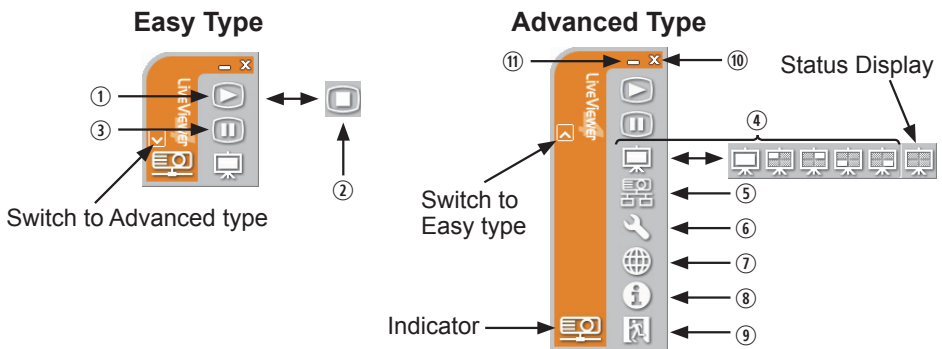 Easy Type
Advanced Type
①
③
LiveViewer
②
Switch to Advanced type
⑪
⑩
Status Display
LiveViewer
④
Switch to
Easy type
⑤
⑥
⑦
⑧
Indicator
⑨